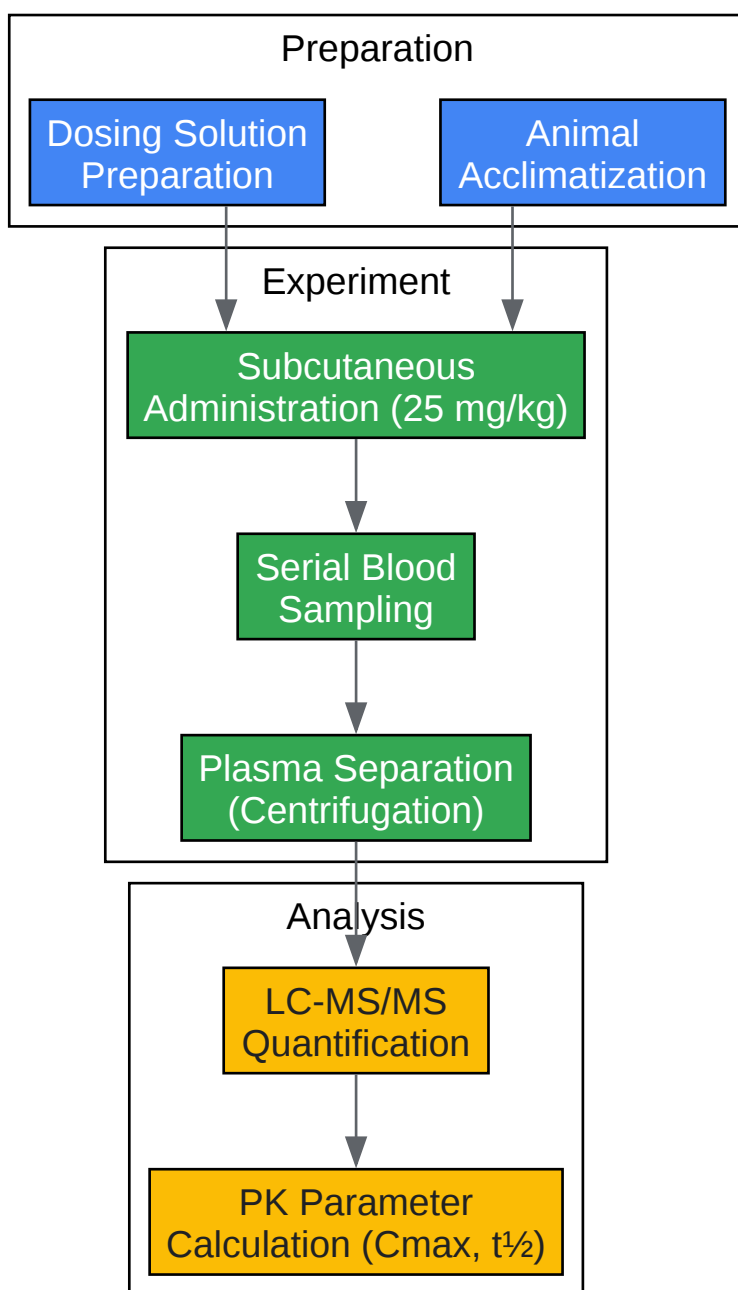 Preparation
Dosing Solution
Preparation
Animal
Acclimatization
Experiment
Subcutaneous
Administration (25 mg/kg)
Serial Blood
Sampling
Plasma Separation
(Centrifugation)
Analysis
LC-MS/MS
Quantification
PK Parameter
Calculation (Cmax, t½)